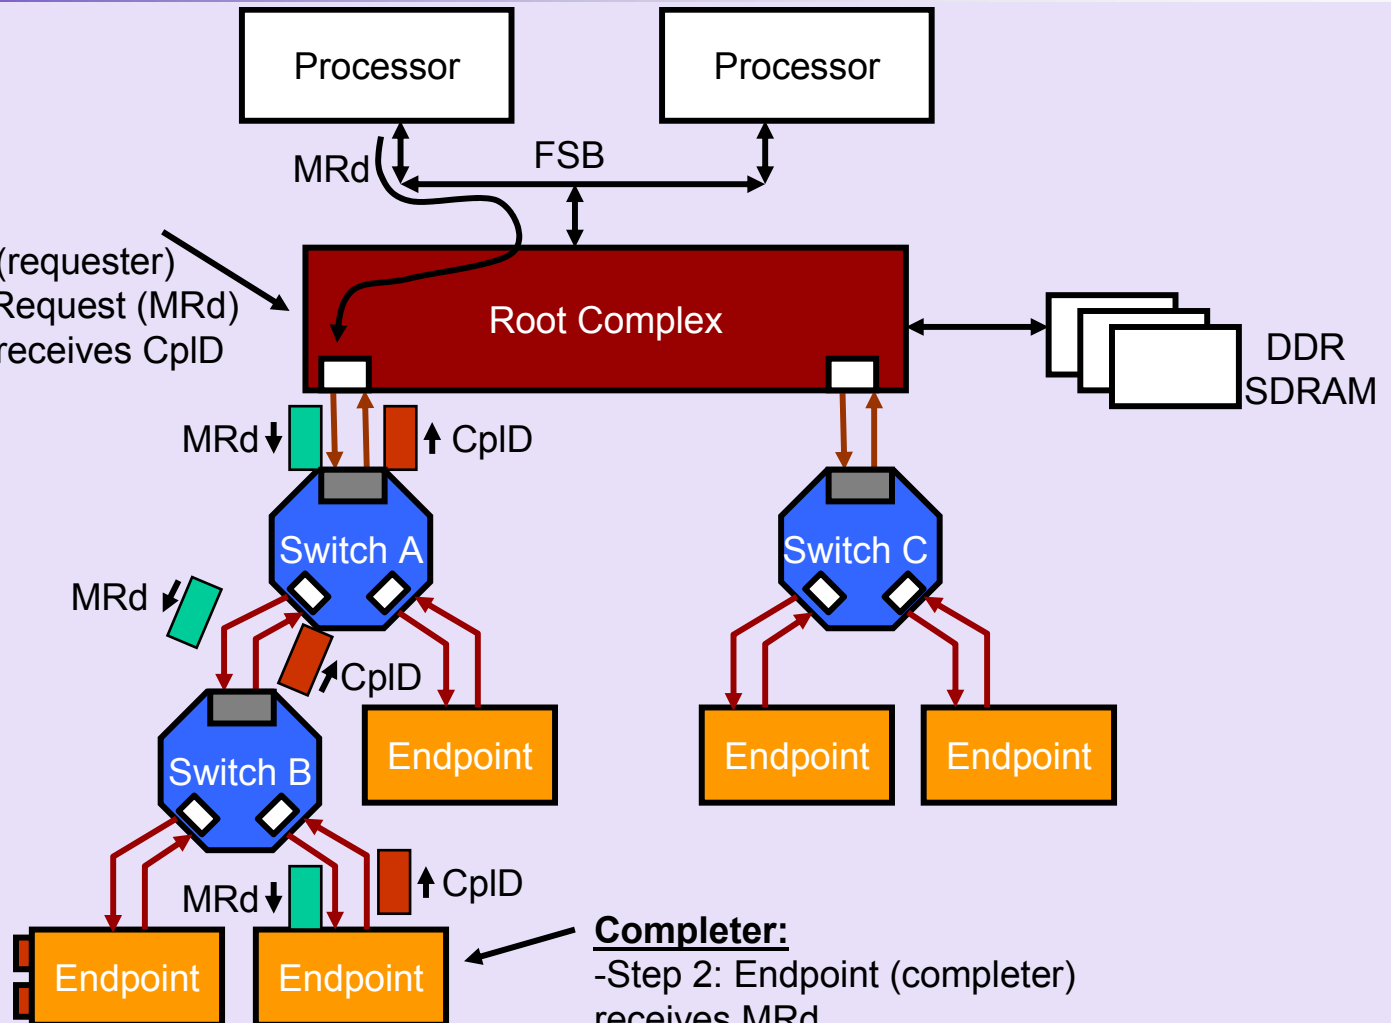 Processor
Processor
MRd
FSB
(requester)
Request (MRd)
receives CplD
Root Complex
DDR
SDRAM
MRd
CplD
Switch A
Switch C
MRd
CplD
Switch B
Endpoint
Endpoint
Endpoint
MRd
CplD
Endpoint
Endpoint
Completer:
-Step 2: Endpoint (completer)
receives MRd